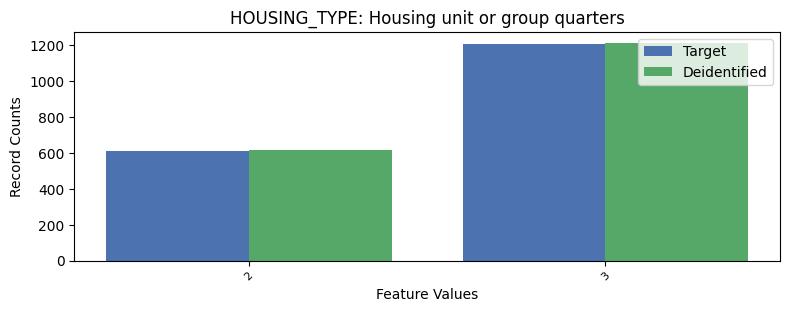 HOUSING_TYPE: Housing unit or group quarters
Target
Deidentified
Record Counts
1200
1000
800
600
400
200
0
2
3
Feature Values